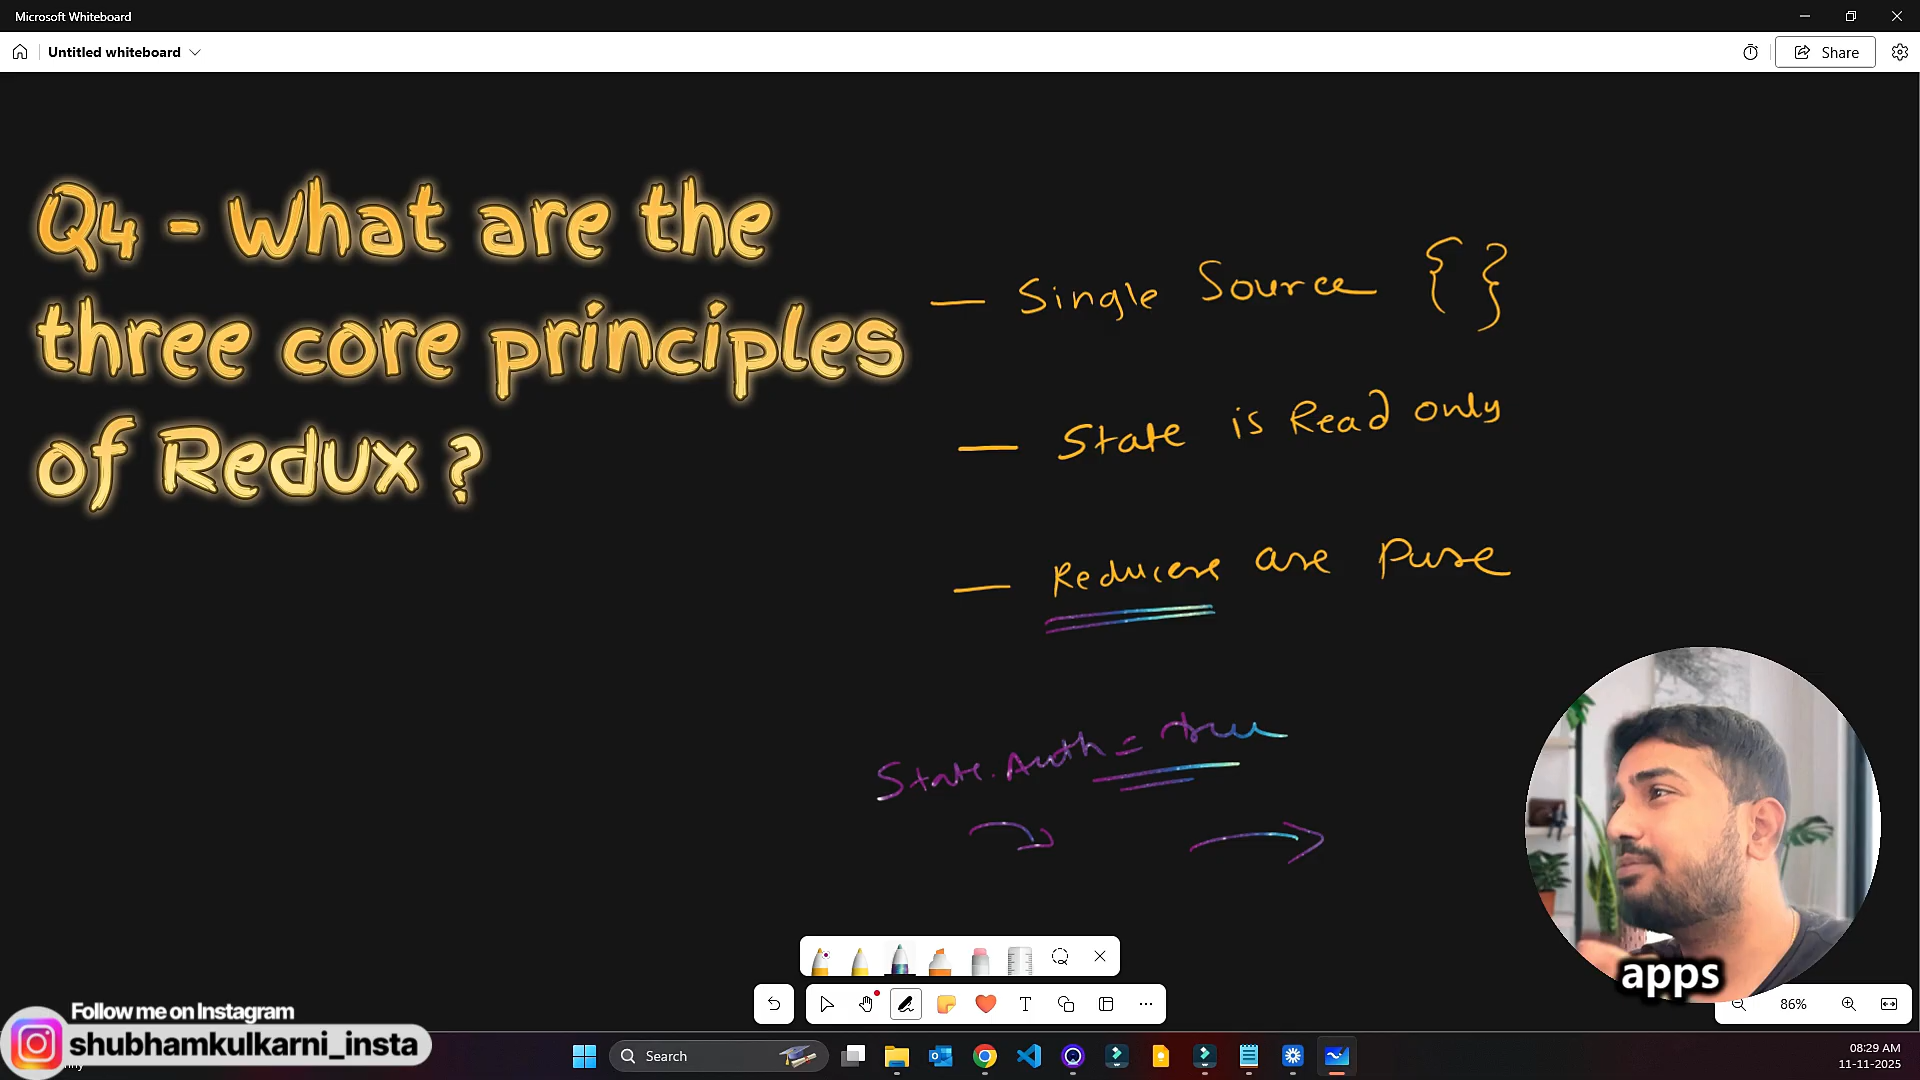 Microsoft Whiteboard
Untitled whiteboard
Share
Q4 - What are the
three core principles
of Redux ?
— Single Source { }
— State is Read only
— Reducers are Pure
State.Auth = true
apps
T
86%
Follow me on Instagram
shubhamkulkarni_insta
Search
08:29 AM
11-11-2025